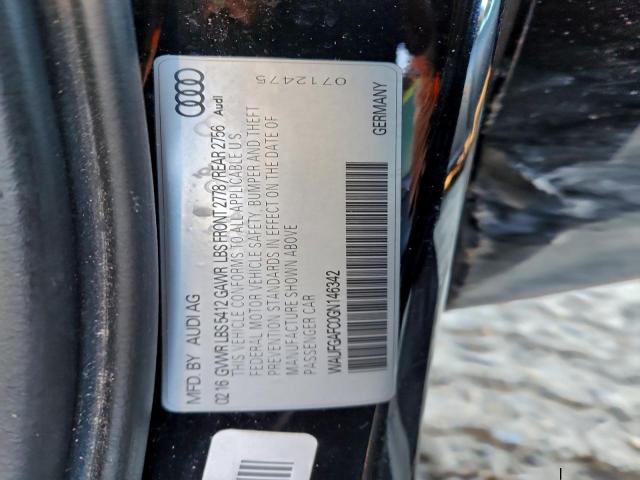 MFD BY AUDI AG
02/16 GVWR LBS 5412 GAWR LBS FRONT 2778/REAR 2756
THIS VEHICLE CONFORMS TO ALL APPLICABLE U.S.
FEDERAL MOTOR VEHICLE SAFETY, BUMPER AND THEFT
PREVENTION STANDARDS IN EFFECT ON THE DATE OF
MANUFACTURE SHOWN ABOVE
PASSENGER CAR
WAUFGAFC0GN146342
Audi
0712475
GERMANY